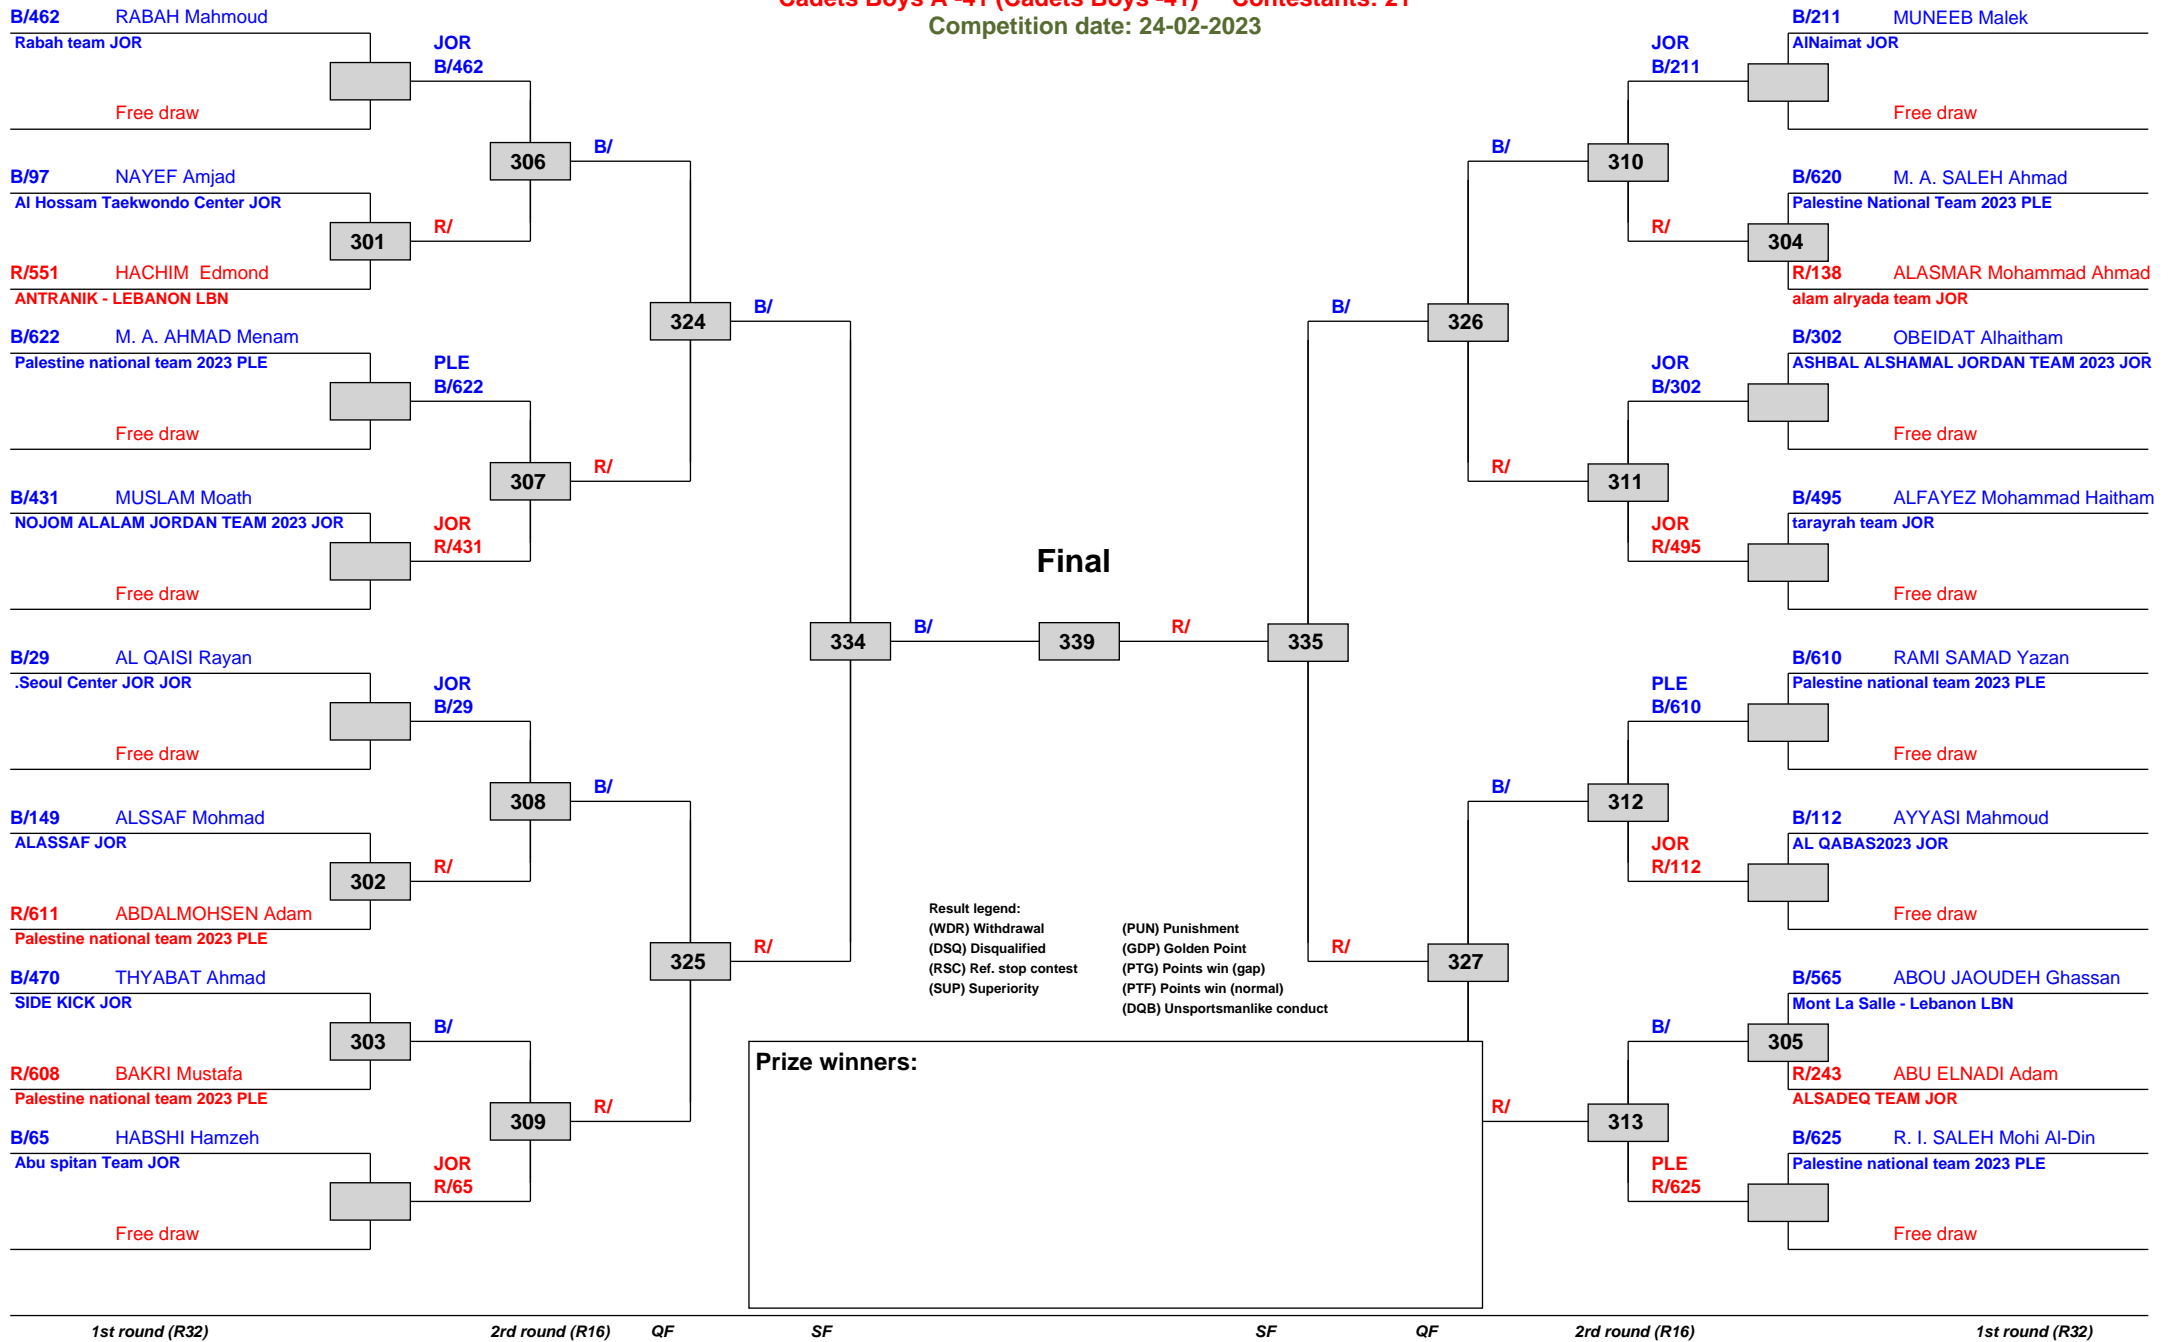 Cadets Boys A -41 (Cadets Boys -41) Contestants: 21
Competition date: 24-02-2023
B/462 RABAH Mahmoud
Rabah team JOR
JOR
B/462
Free draw
306
B/
B/97 NAYEF Amjad
Al Hossam Taekwondo Center JOR
301
R/
R/551 HACHIM Edmond
ANTRANIK - LEBANON LBN
324
B/
B/622 M. A. AHMAD Menam
Palestine national team 2023 PLE
PLE
B/622
Free draw
307
R/
B/431 MUSLAM Moath
NOJOM ALALAM JORDAN TEAM 2023 JOR
JOR
R/431
Free draw
334
B/
B/29 AL QAISI Rayan
.Seoul Center JOR JOR
JOR
B/29
Free draw
308
B/
B/149 ALSSAF Mohmad
ALASSAF JOR
302
R/
R/611 ABDALMOHSEN Adam
Palestine national team 2023 PLE
325
R/
B/470 THYABAT Ahmad
SIDE KICK JOR
303
B/
R/608 BAKRI Mustafa
Palestine national team 2023 PLE
309
R/
B/65 HABSHI Hamzeh
Abu spitan Team JOR
JOR
R/65
Free draw
Final
339
R/
335
B/211 MUNEEB Malek
AlNaimat JOR
JOR
B/211
Free draw
B/
310
B/620 M. A. SALEH Ahmad
Palestine National Team 2023 PLE
R/
304
R/138 ALASMAR Mohammad Ahmad
alam alryada team JOR
B/
326
B/302 OBEIDAT Alhaitham
ASHBAL ALSHAMAL JORDAN TEAM 2023 JOR
JOR
B/302
Free draw
R/
311
B/495 ALFAYEZ Mohammad Haitham
tarayrah team JOR
JOR
R/495
Free draw
B/610 RAMI SAMAD Yazan
Palestine national team 2023 PLE
PLE
B/610
Free draw
B/
312
B/112 AYYASI Mahmoud
AL QABAS2023 JOR
JOR
R/112
Free draw
R/
327
B/565 ABOU JAOUDEH Ghassan
Mont La Salle - Lebanon LBN
B/
305
R/243 ABU ELNADI Adam
ALSADEQ TEAM JOR
R/
313
B/625 R. I. SALEH Mohi Al-Din
Palestine national team 2023 PLE
PLE
R/625
Free draw
Result legend:
(WDR) Withdrawal (PUN) Punishment
(DSQ) Disqualified (GDP) Golden Point
(RSC) Ref. stop contest (PTG) Points win (gap)
(SUP) Superiority (PTF) Points win (normal)
(DQB) Unsportsmanlike conduct
Prize winners:
1st round (R32) 2rd round (R16) QF SF SF QF 2rd round (R16) 1st round (R32)